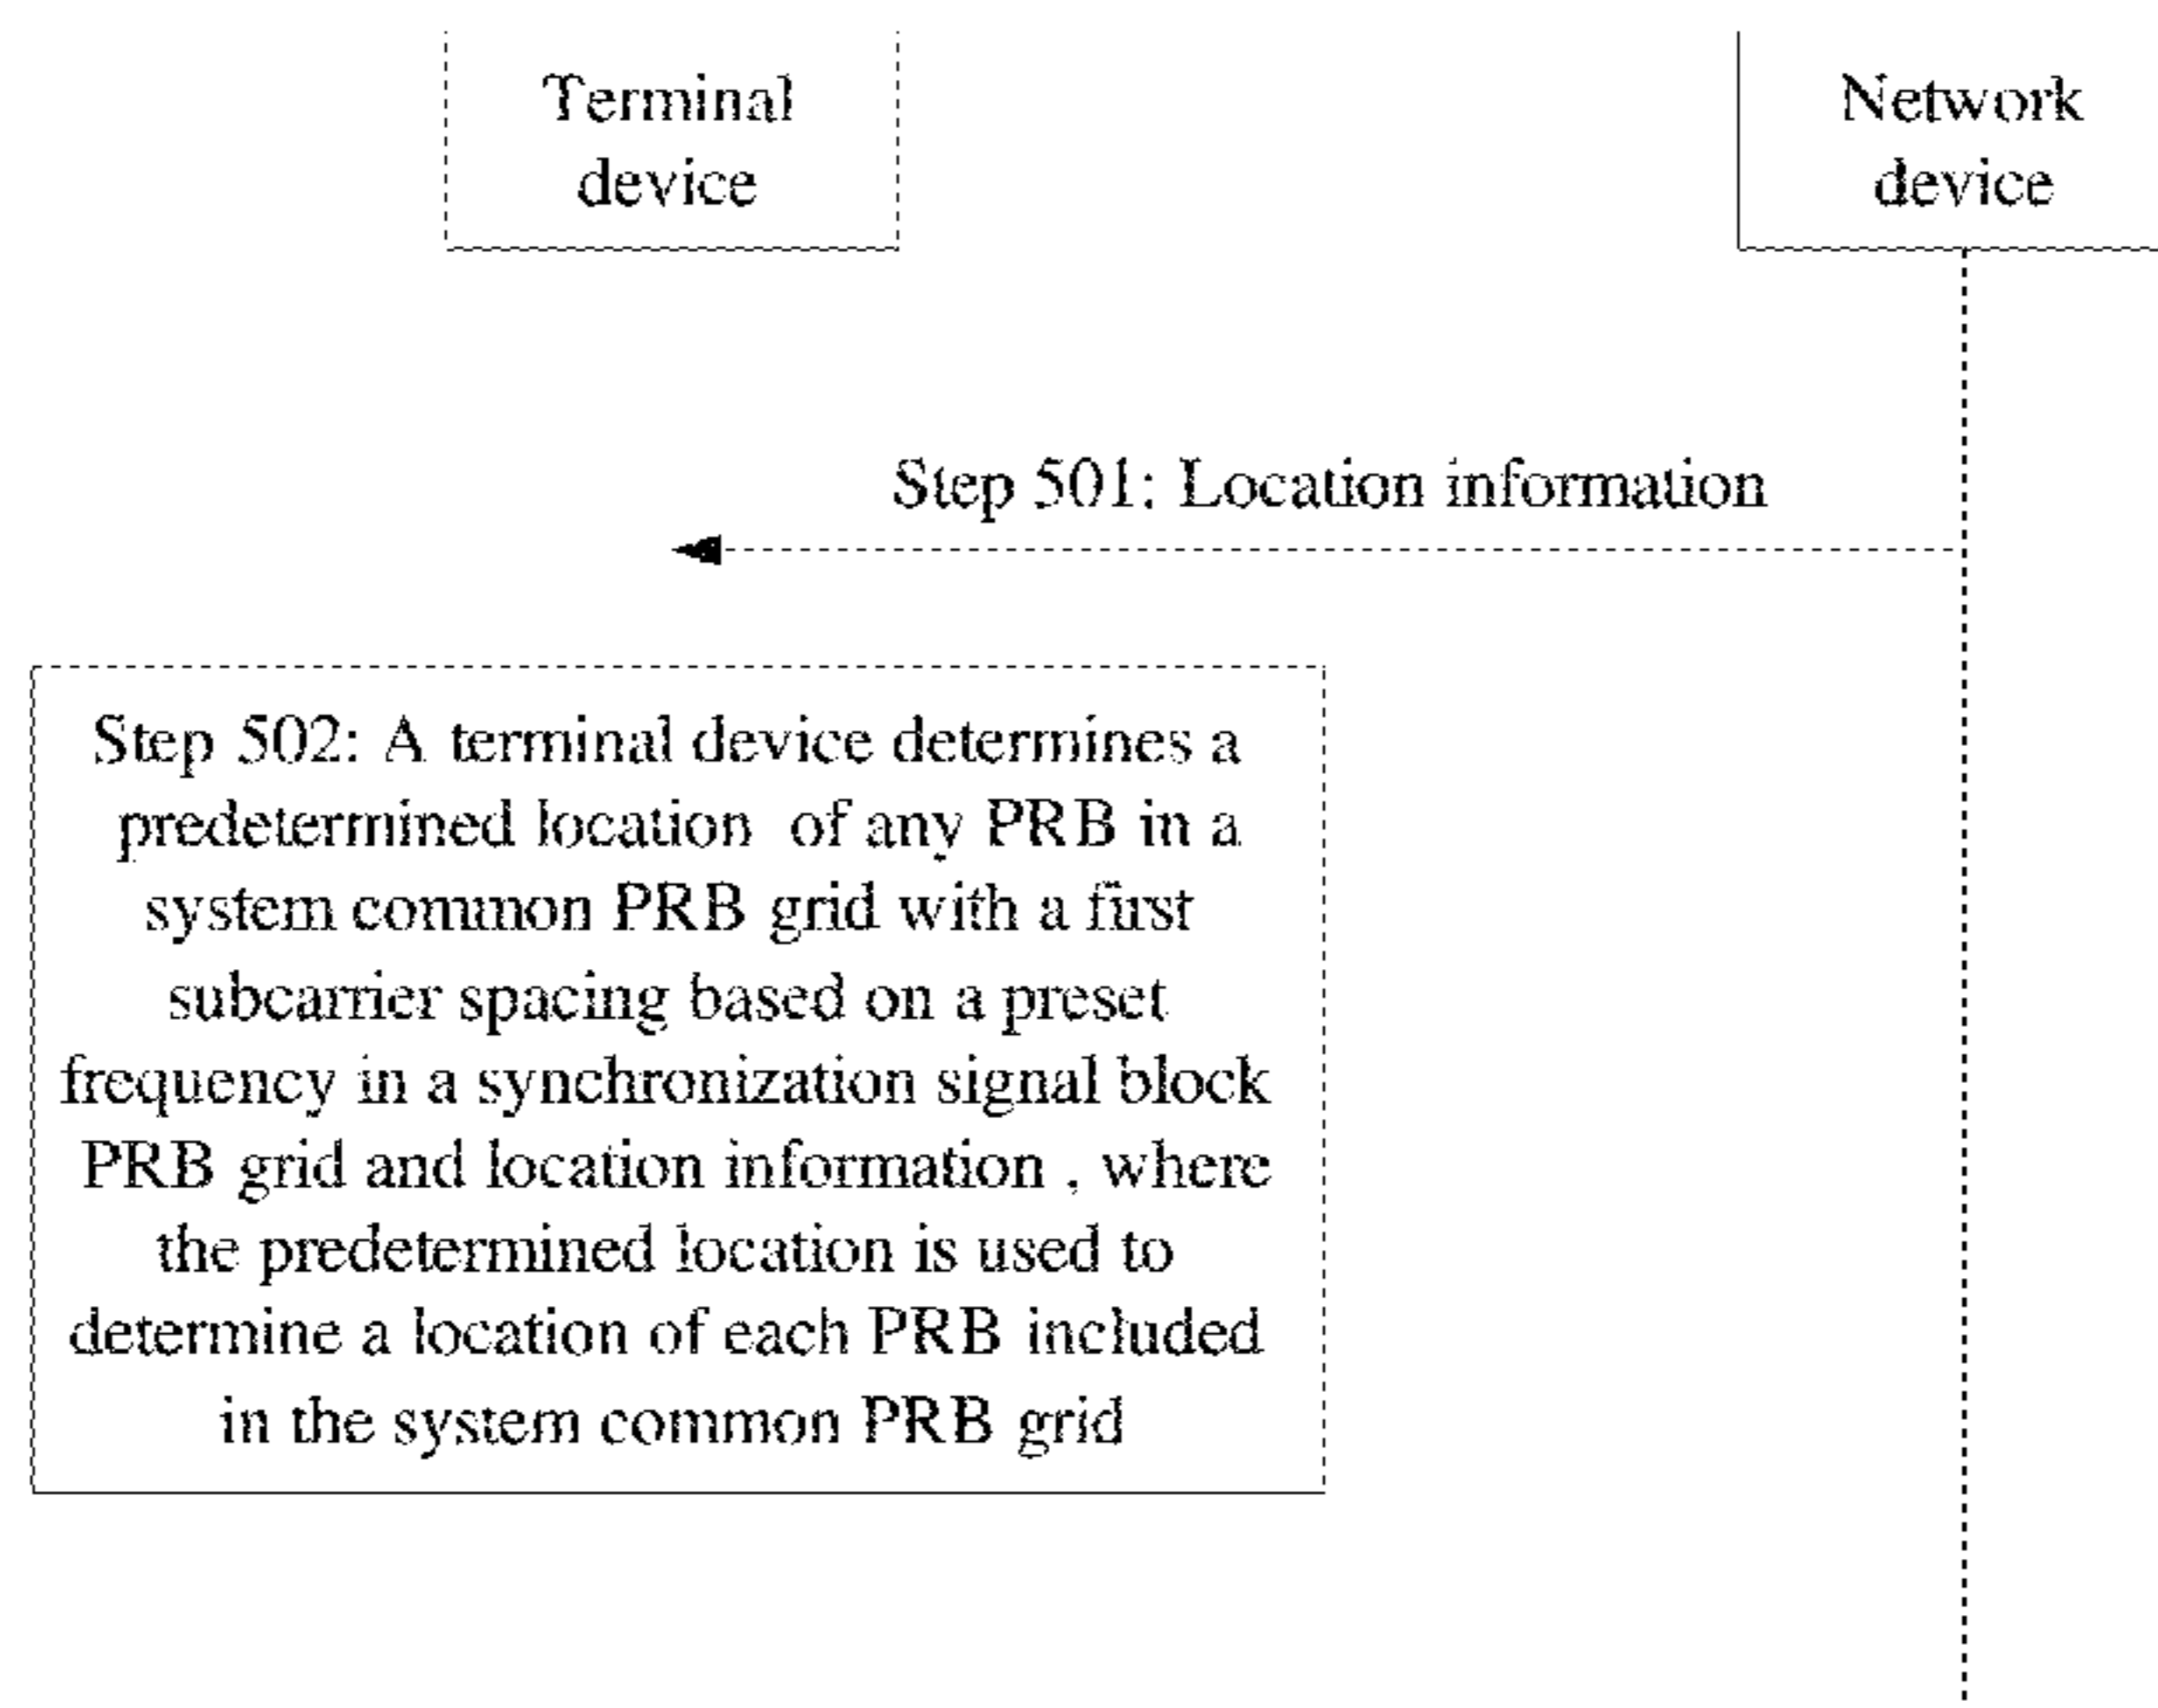 Terminal
device
Network
device
Step 501: Location information
Step 502: A terminal device determines a
predetermined location of any PRB in a
system common PRB grid with a first
subcarrier spacing based on a preset
frequency in a synchronization signal block
PRB grid and location information , where
the predetermined location is used to
determine a location of each PRB included
in the system common PRB grid